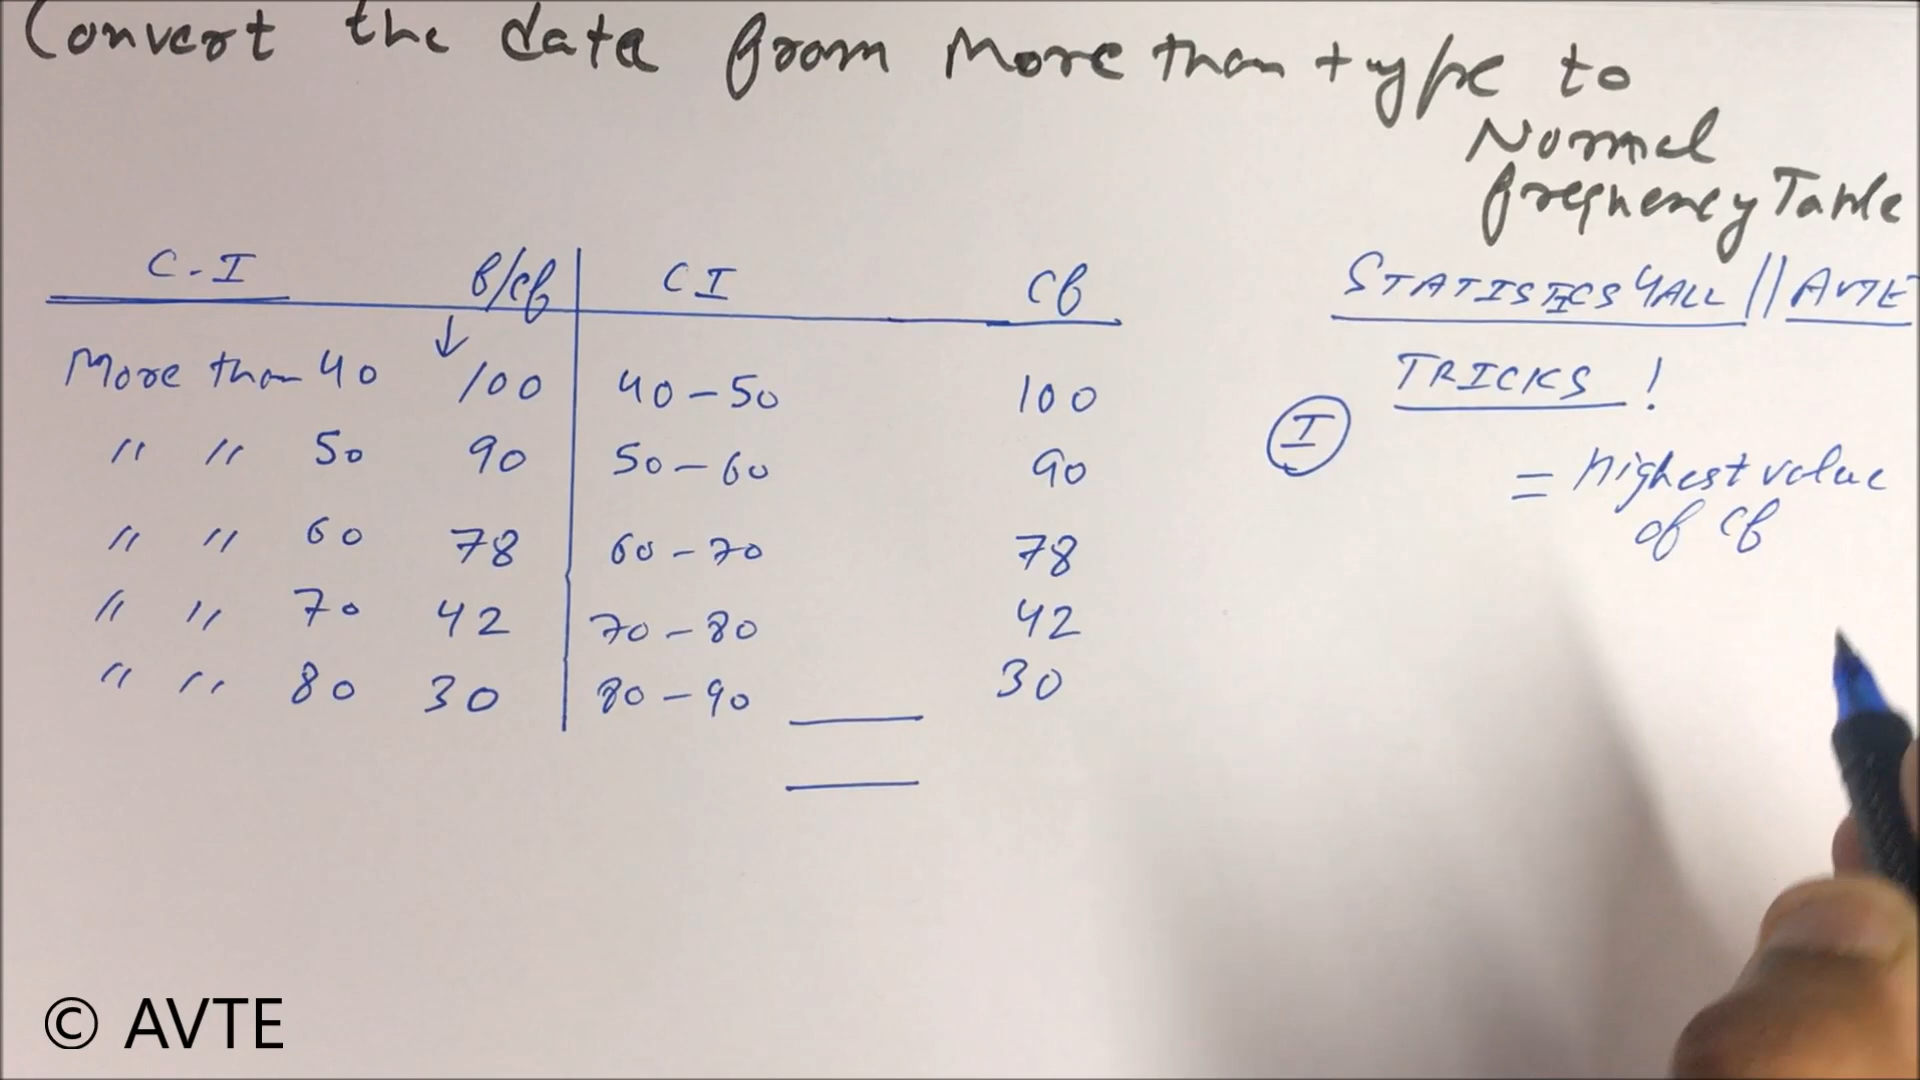 Convert the data from More than type to
Normal
frequency Table
C-I f/cf CI cf
STATISTICS4ALL // AVTE
More than 40 100 40-50 100
TRICKS !
I
" " 50 90 50-60 90
= highest value
of cf
" " 60 78 60-70 78
" " 70 42 70-80 42
" " 80 30 80-90 30
© AVTE